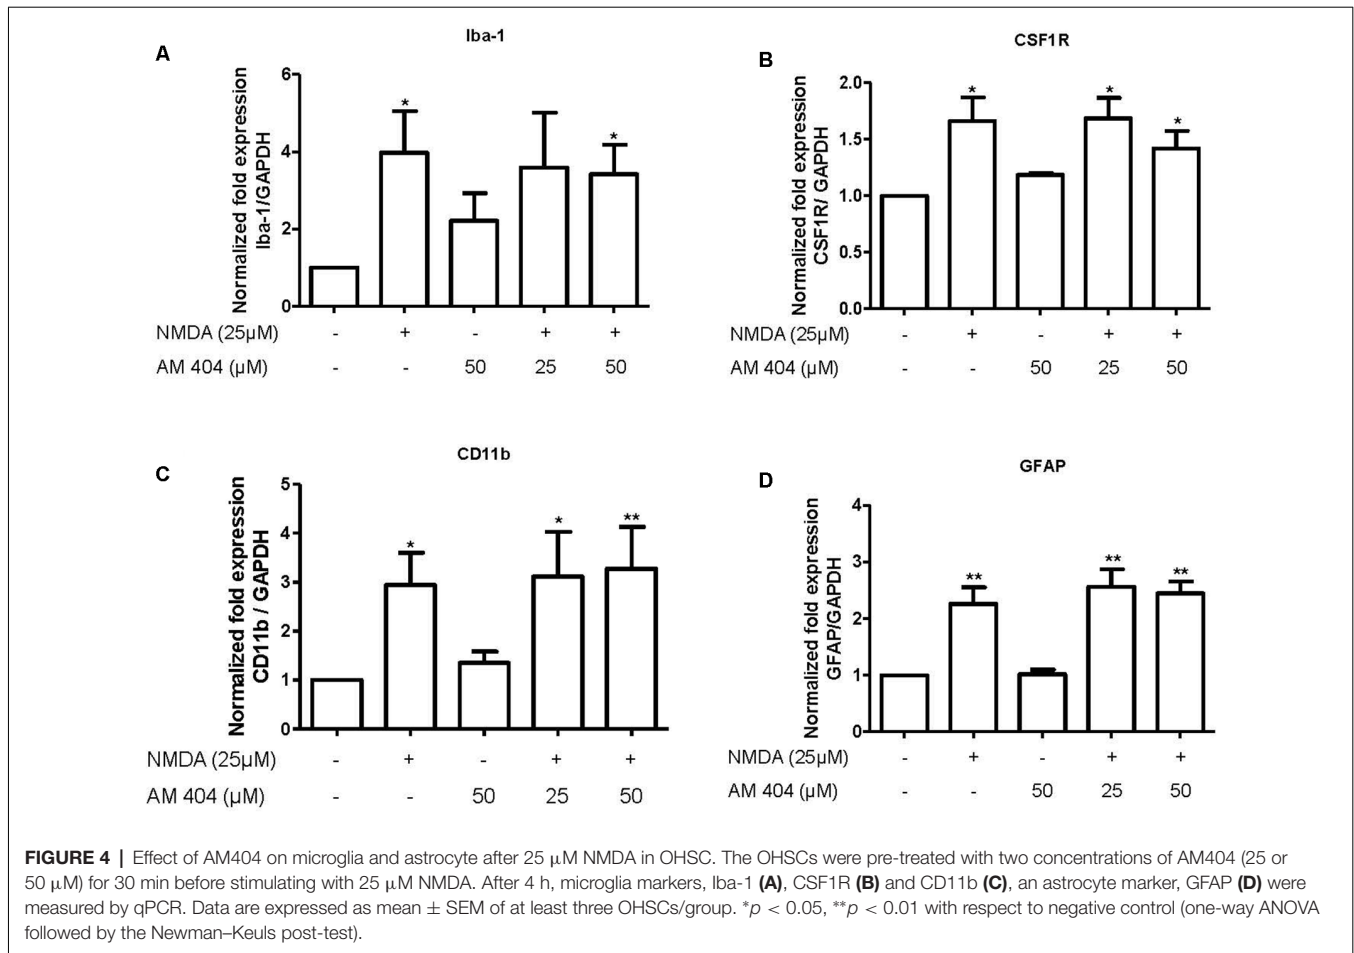 A
Iba-1
Normalized fold expression
Iba-1/GAPDH
6
4
2
0
*
*
NMDA (25µM) - + - + +
AM 404 (µM) - - 50 25 50
B
CSF1R
Normalized fold expression
CSF1R/ GAPDH
2.0
1.5
1.0
0.5
0.0
*
*
*
NMDA (25µM) - + - + +
AM 404 (µM) - - 50 25 50
C
CD11b
Normalized fold expression
CD11b / GAPDH
5
4
3
2
1
0
*
*
**
NMDA (25µM) - + - + +
AM 404 (µM) - - 50 25 50
D
GFAP
Normalized fold expression
GFAP/GAPDH
4
3
2
1
0
**
**
**
NMDA (25µM) - + - + +
AM 404 (µM) - - 50 25 50
FIGURE 4 | Effect of AM404 on microglia and astrocyte after 25 µM NMDA in OHSC. The OHSCs were pre-treated with two concentrations of AM404 (25 or
50 µM) for 30 min before stimulating with 25 µM NMDA. After 4 h, microglia markers, Iba-1 (A), CSF1R (B) and CD11b (C), an astrocyte marker, GFAP (D) were
measured by qPCR. Data are expressed as mean ± SEM of at least three OHSCs/group. *p < 0.05, **p < 0.01 with respect to negative control (one-way ANOVA
followed by the Newman–Keuls post-test).